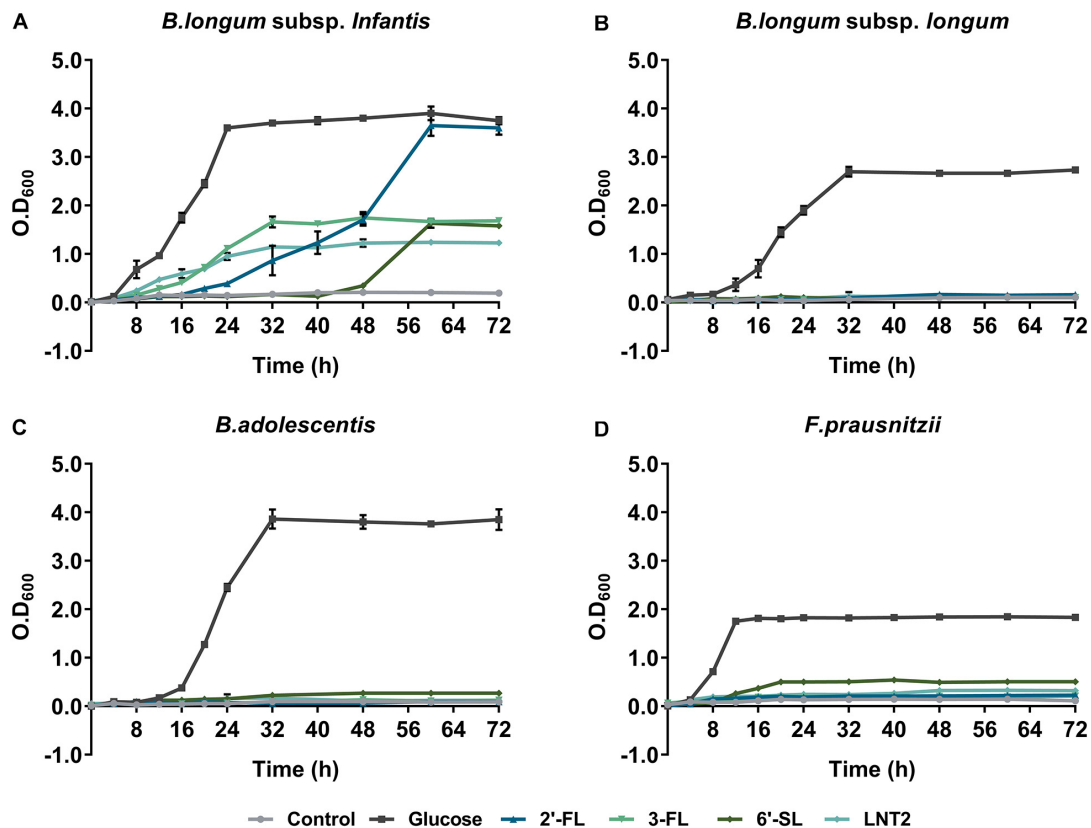 A B.longum subsp. Infantis
5.0
4.0
3.0
2.0
1.0
0.0
-1.0
O.D600
8 16 24 32 40 48 56 64 72
Time (h)
B B.longum subsp. longum
5.0
4.0
3.0
2.0
1.0
0.0
-1.0
O.D600
8 16 24 32 40 48 56 64 72
Time (h)
C B.adolescentis
5.0
4.0
3.0
2.0
1.0
0.0
-1.0
O.D600
8 16 24 32 40 48 56 64 72
Time (h)
D F.prausnitzii
5.0
4.0
3.0
2.0
1.0
0.0
-1.0
O.D600
8 16 24 32 40 48 56 64 72
Time (h)
Control Glucose 2'-FL 3-FL 6'-SL LNT2